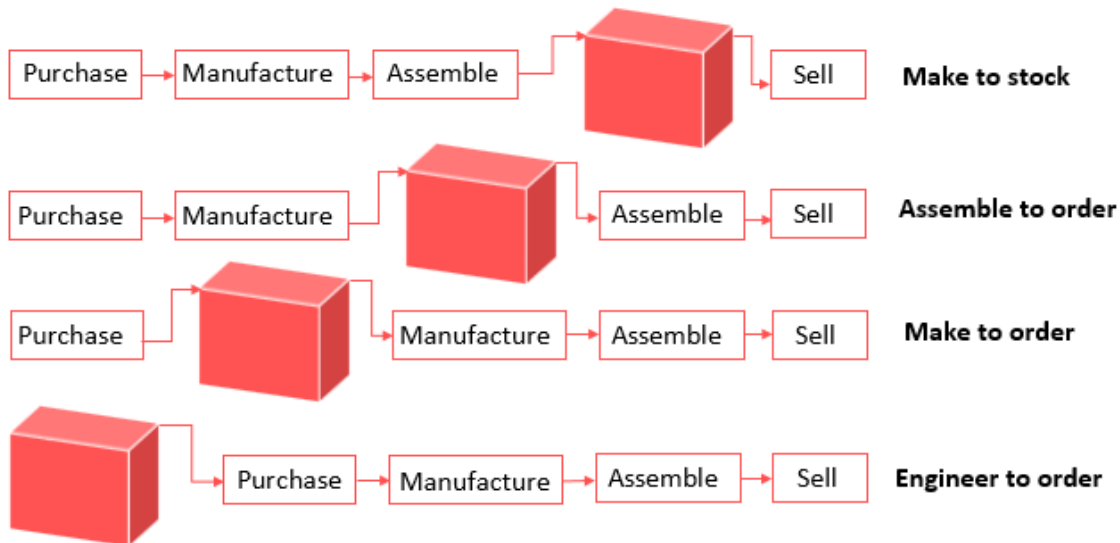 Purchase Manufacture Assemble Sell Make to stock
Purchase Manufacture Assemble Sell Assemble to order
Purchase Manufacture Assemble Sell Make to order
Purchase Manufacture Assemble Sell Engineer to order